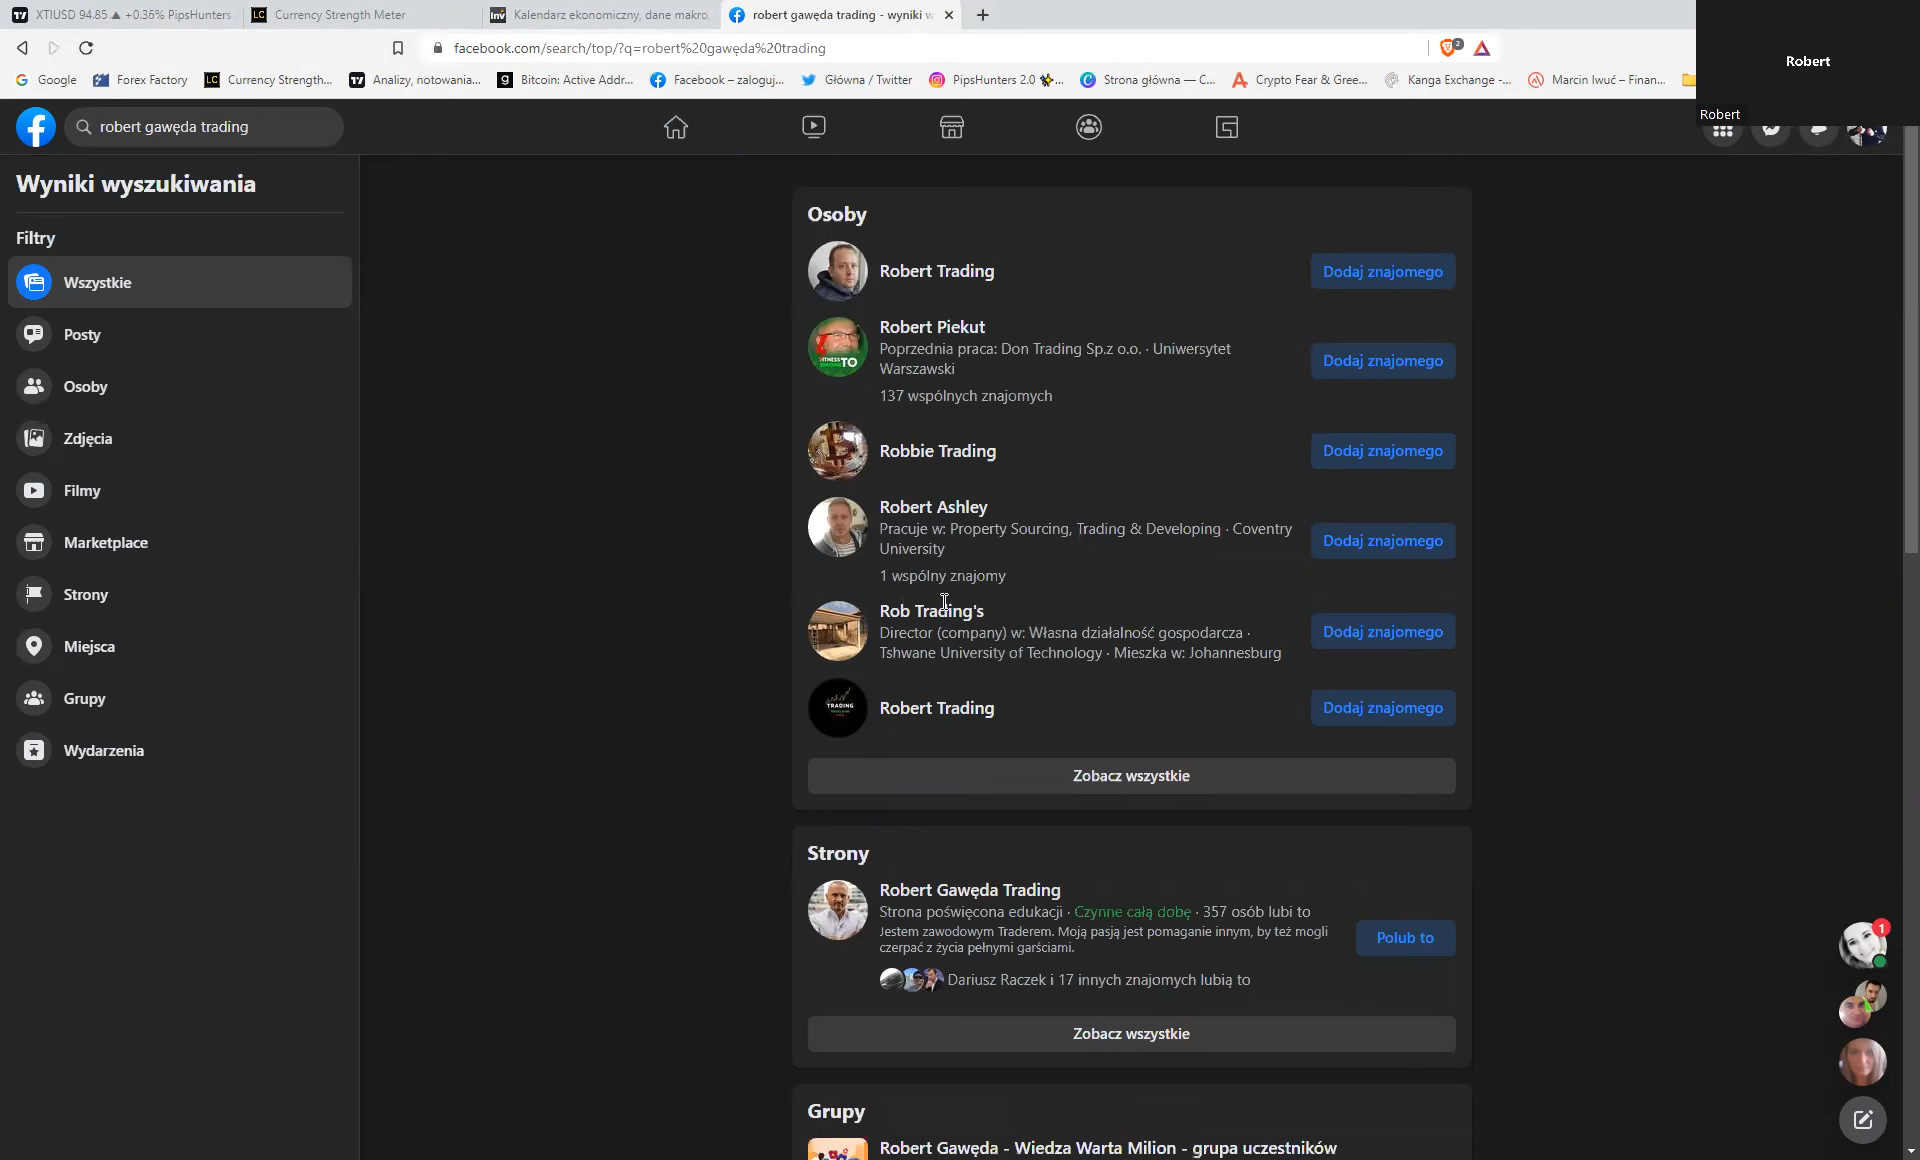 XTIUSD 94.85 ▲ +0.36% PipsHunters
Currency Strength Meter
Kalendarz ekonomiczny, dane makro,
robert gawęda trading - wyniki w
facebook.com/search/top/?q=robert%20gawęda%20trading
2
Google
Forex Factory
Currency Strength...
Analizy, notowania...
Bitcoin: Active Addr...
Facebook – zaloguj...
Główna / Twitter
PipsHunters 2.0
Strona główna — C...
Crypto Fear & Gree...
Kanga Exchange -...
Marcin Iwuć – Finan...
Robert
Robert
robert gawęda trading
Wyniki wyszukiwania
Filtry
Wszystkie
Posty
Osoby
Zdjęcia
Filmy
Marketplace
Strony
Miejsca
Grupy
Wydarzenia
Osoby
Robert Trading
Dodaj znajomego
Robert Piekut
Poprzednia praca: Don Trading Sp.z o.o. · Uniwersytet
Warszawski
137 wspólnych znajomych
Dodaj znajomego
Robbie Trading
Dodaj znajomego
Robert Ashley
Pracuje w: Property Sourcing, Trading & Developing · Coventry
University
1 wspólny znajomy
Dodaj znajomego
Rob Trading's
Director (company) w: Własna działalność gospodarcza ·
Tshwane University of Technology · Mieszka w: Johannesburg
Dodaj znajomego
TRADING
Robert Trading
Dodaj znajomego
Zobacz wszystkie
Strony
Robert Gawęda Trading
Strona poświęcona edukacji · Czynne całą dobę · 357 osób lubi to
Jestem zawodowym Traderem. Moją pasją jest pomaganie innym, by też mogli
czerpać z życia pełnymi garściami.
Polub to
Dariusz Raczek i 17 innych znajomych lubią to
Zobacz wszystkie
1
Grupy
Robert Gawęda - Wiedza Warta Milion - grupa uczestników